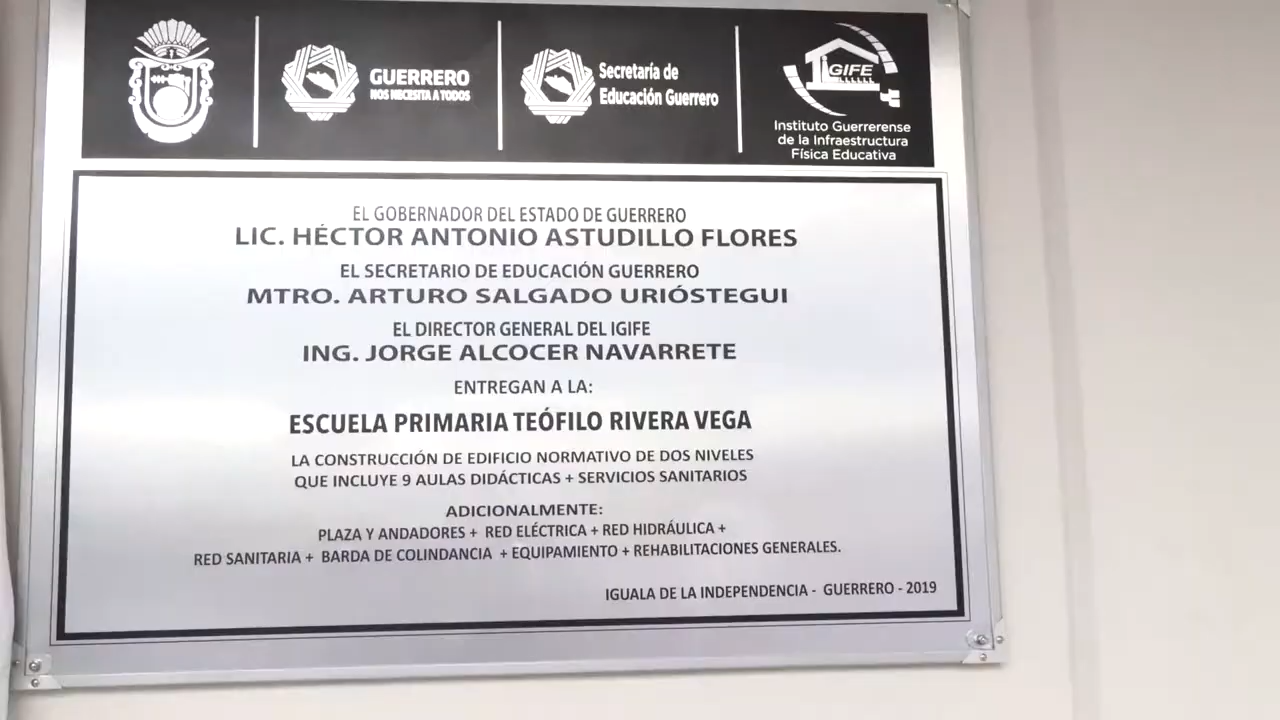 GUERRERO
NOS NECESITA A TODOS
Secretaría de
Educación Guerrero
IGIFE
Instituto Guerrerense
de la Infraestructura
Física Educativa
EL GOBERNADOR DEL ESTADO DE GUERRERO
LIC. HÉCTOR ANTONIO ASTUDILLO FLORES
EL SECRETARIO DE EDUCACIÓN GUERRERO
MTRO. ARTURO SALGADO URIÓSTEGUI
EL DIRECTOR GENERAL DEL IGIFE
ING. JORGE ALCOCER NAVARRETE
ENTREGAN A LA:
ESCUELA PRIMARIA TEÓFILO RIVERA VEGA
LA CONSTRUCCIÓN DE EDIFICIO NORMATIVO DE DOS NIVELES
QUE INCLUYE 9 AULAS DIDÁCTICAS + SERVICIOS SANITARIOS
ADICIONALMENTE:
PLAZA Y ANDADORES + RED ELÉCTRICA + RED HIDRÁULICA +
RED SANITARIA + BARDA DE COLINDANCIA + EQUIPAMIENTO + REHABILITACIONES GENERALES.
IGUALA DE LA INDEPENDENCIA - GUERRERO - 2019